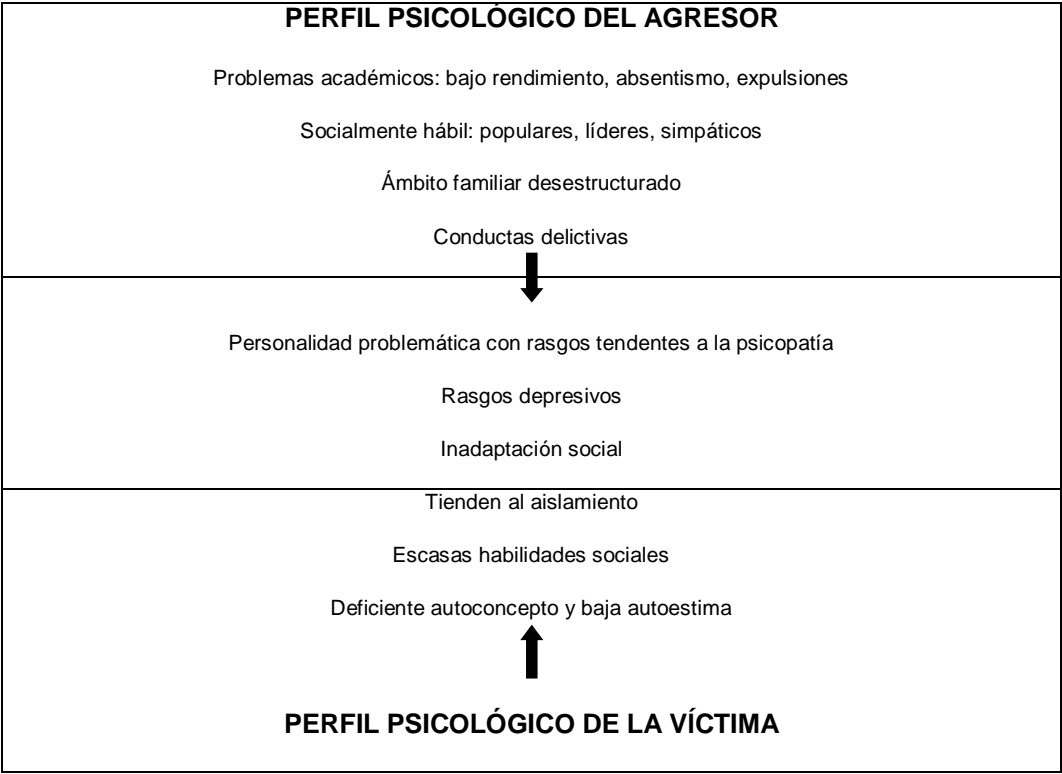 PERFIL PSICOLÓGICO DEL AGRESOR
Problemas académicos: bajo rendimiento, absentismo, expulsiones
Socialmente hábil: populares, líderes, simpáticos
Ámbito familiar desestructurado
Conductas delictivas
Personalidad problemática con rasgos tendentes a la psicopatía
Rasgos depresivos
Inadaptación social
Tienden al aislamiento
Escasas habilidades sociales
Deficiente autoconcepto y baja autoestima
PERFIL PSICOLÓGICO DE LA VÍCTIMA